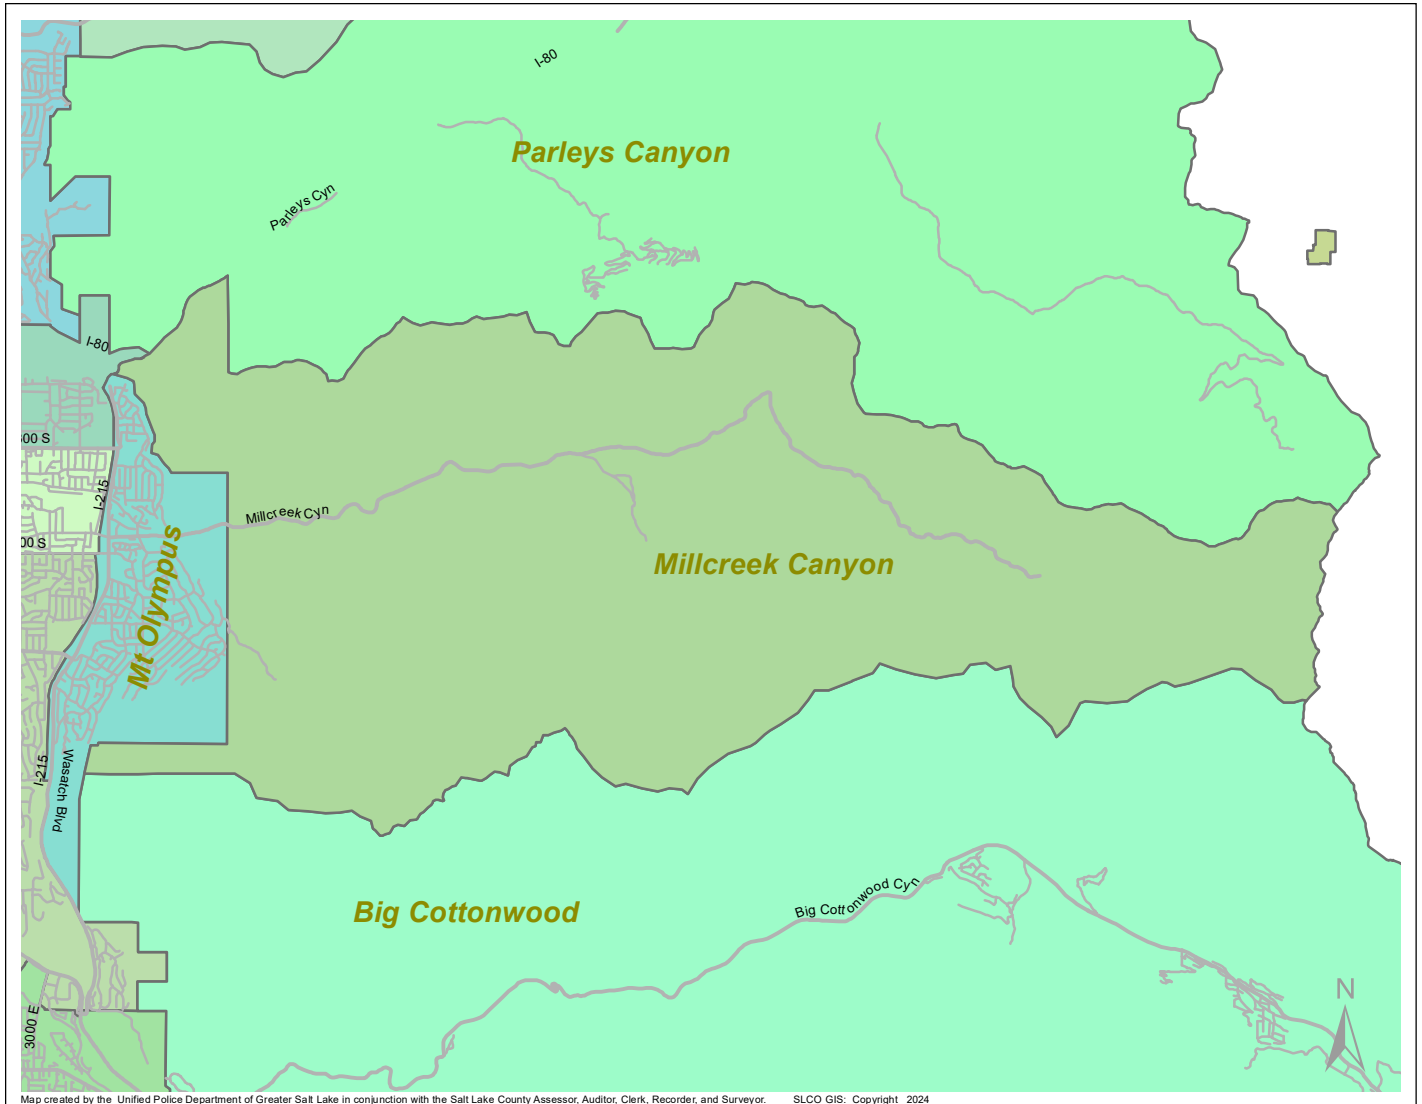 I-80
Parleys Canyon
Parleys Cyn
I-80
00 S
I-215
Millcreek Cyn
00 S
Mt Olympus
Millcreek Canyon
I-215
Wasatch Blvd
Big Cottonwood Cyn
Big Cottonwood
N
3000 E
Map created by the Unified Police Department of Greater Salt Lake in conjunction with the Salt Lake County Assessor, Auditor, Clerk, Recorder, and Surveyor. SLCO GIS: Copyright 2024